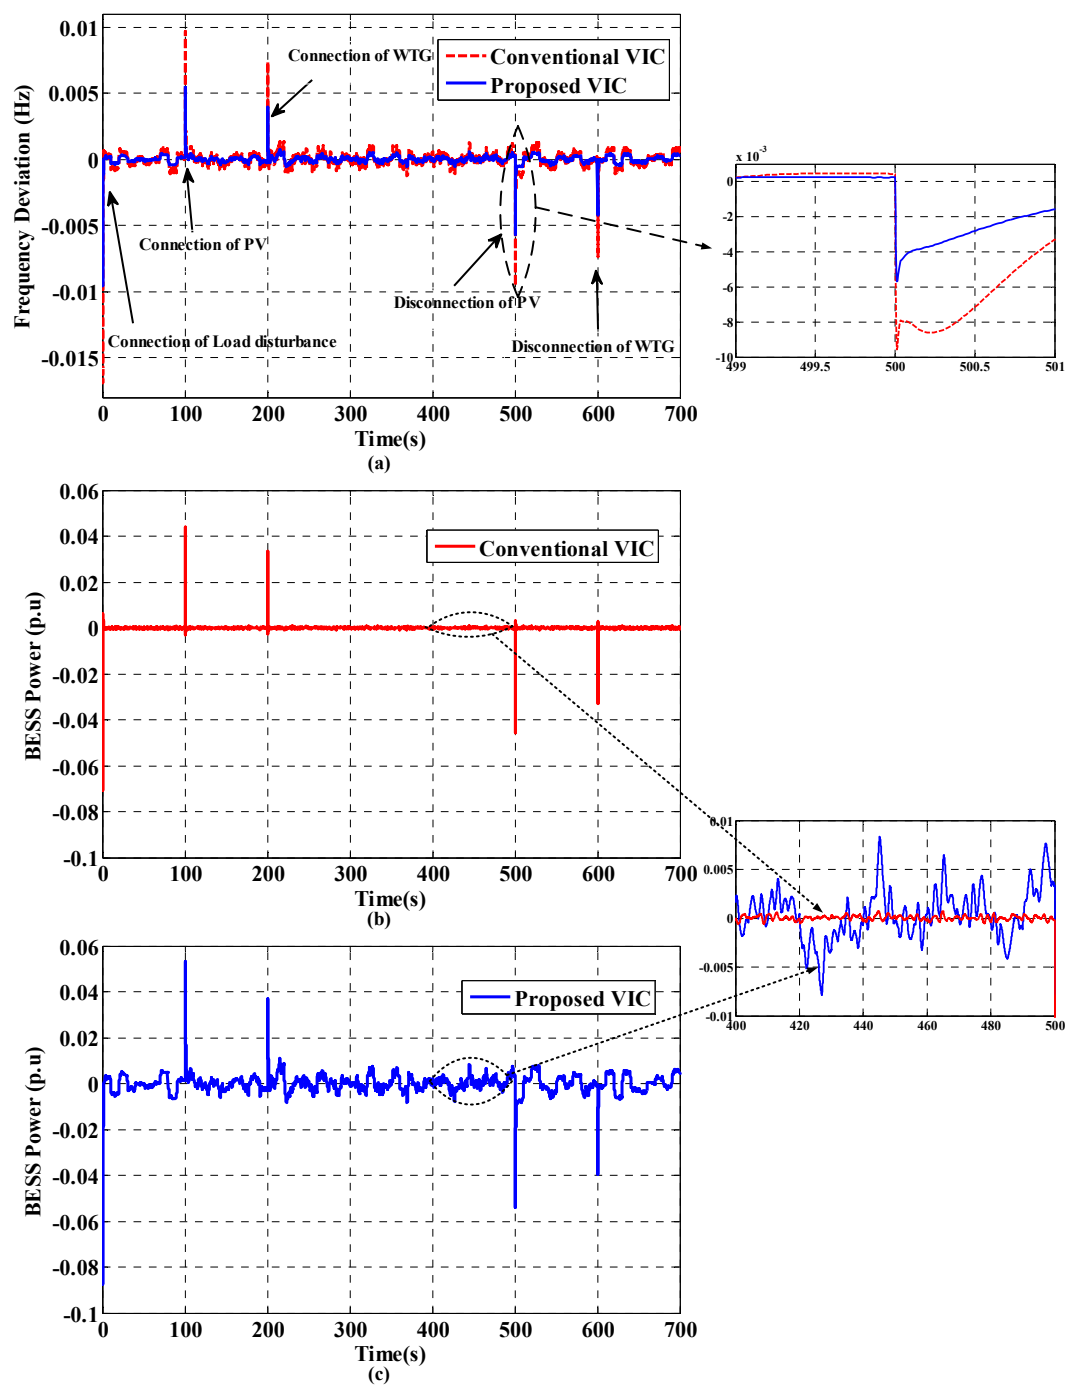 0.01
0.005
0
-0.005
-0.01
-0.015
Frequency Deviation (Hz)
Connection of WTG
Conventional VIC
Proposed VIC
Connection of PV
Disconnection of PV
Connection of Load disturbance
Disconnection of WTG
0 100 200 300 400 500 600 700
Time(s)
(a)
x 10-3
0
-2
-4
-6
-8
-10
499 499.5 500 500.5 501
0.06
0.04
0.02
0
-0.02
-0.04
-0.06
-0.08
-0.1
BESS Power (p.u)
Conventional VIC
0 100 200 300 400 500 600 700
Time(s)
(b)
0.01
0.005
0
-0.005
-0.01
400 420 440 460 480 500
0.06
0.04
0.02
0
-0.02
-0.04
-0.06
-0.08
-0.1
BESS Power (p.u)
Proposed VIC
0 100 200 300 400 500 600 700
Time(s)
(c)